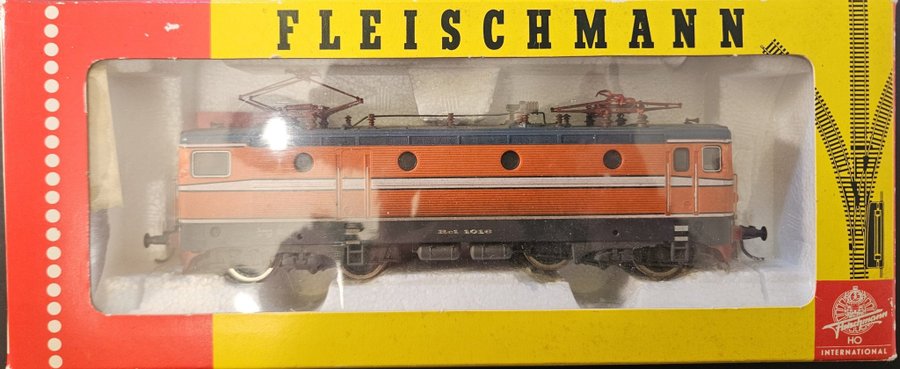 FLEISCHMANN
Rc1 1016
Fleischmann
HO
INTERNATIONAL